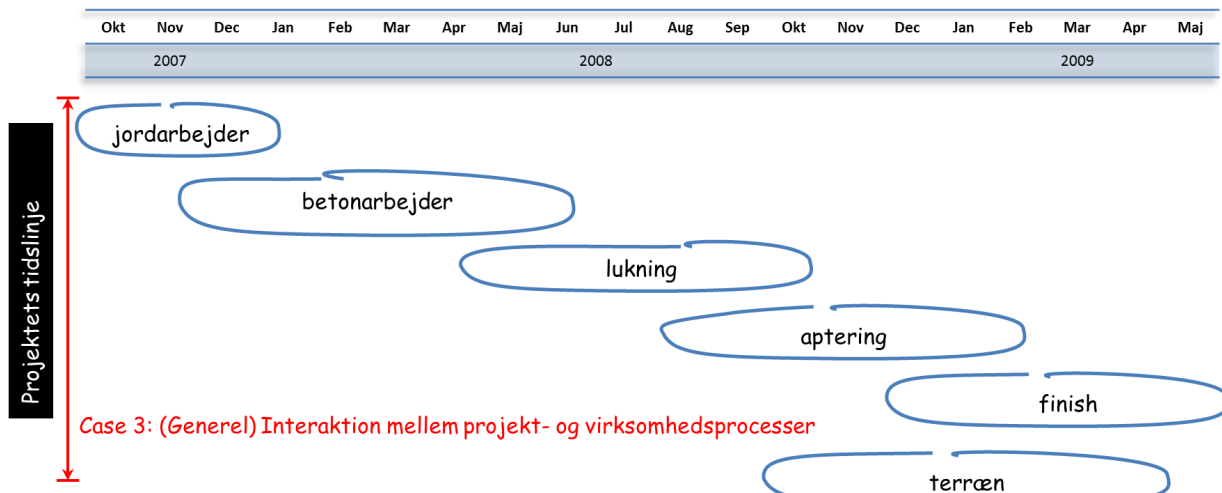 Okt Nov Dec Jan Feb Mar Apr Maj Jun Jul Aug Sep Okt Nov Dec Jan Feb Mar Apr Maj
2007 2008 2009
Projektets tidslinje
jordarbejder
betonarbejder
lukning
aptering
finish
Case 3: (Generel) Interaktion mellem projekt- og virksomhedsprocesser
terræn